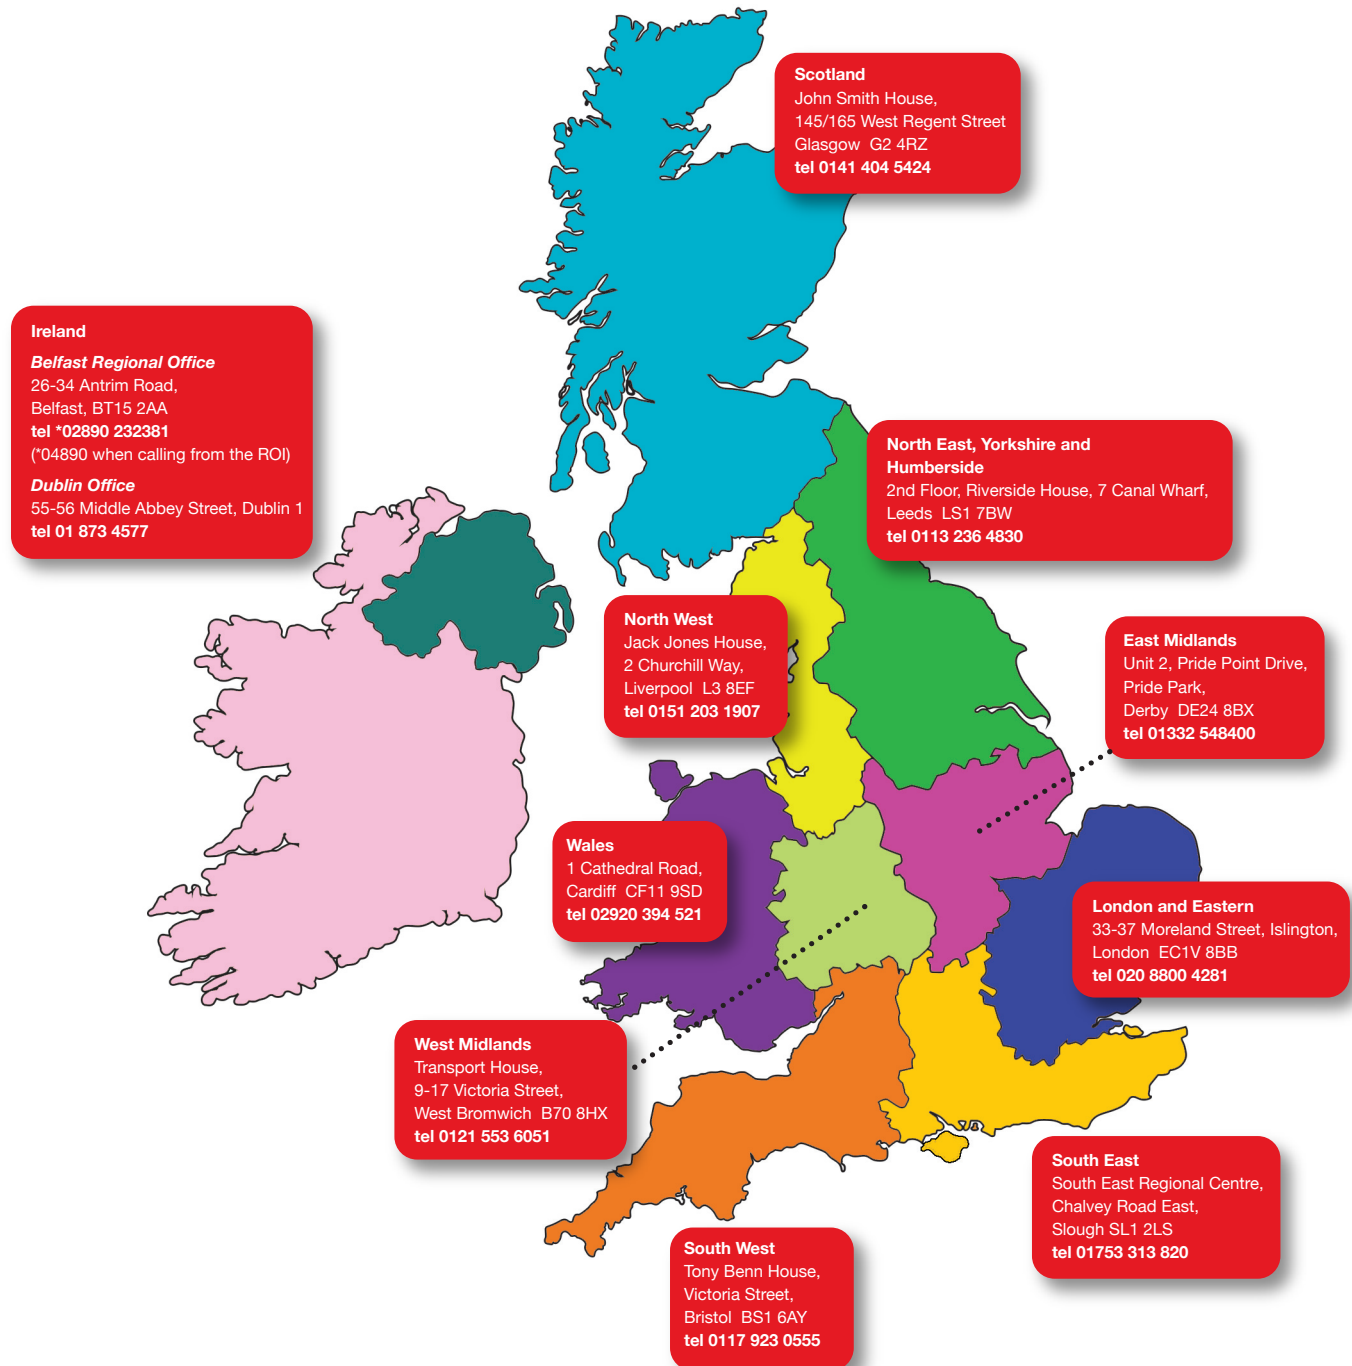 Scotland
John Smith House,
145/165 West Regent Street
Glasgow  G2 4RZ
tel 0141 404 5424
Ireland
Belfast Regional Office
26-34 Antrim Road,
Belfast, BT15 2AA
tel *02890 232381
(*04890 when calling from the ROI)
Dublin Office
55-56 Middle Abbey Street, Dublin 1
tel 01 873 4577
North East, Yorkshire and
Humberside
2nd Floor, Riverside House, 7 Canal Wharf,
Leeds  LS1 7BW
tel 0113 236 4830
North West
Jack Jones House,
2 Churchill Way,
Liverpool  L3 8EF
tel 0151 203 1907
East Midlands
Unit 2, Pride Point Drive,
Pride Park,
Derby  DE24 8BX
tel 01332 548400
Wales
1 Cathedral Road,
Cardiff  CF11 9SD
tel 02920 394 521
London and Eastern
33-37 Moreland Street, Islington,
London  EC1V 8BB
tel 020 8800 4281
West Midlands
Transport House,
9-17 Victoria Street,
West Bromwich  B70 8HX
tel 0121 553 6051
South East
South East Regional Centre,
Chalvey Road East,
Slough SL1 2LS
tel 01753 313 820
South West
Tony Benn House,
Victoria Street,
Bristol  BS1 6AY
tel 0117 923 0555